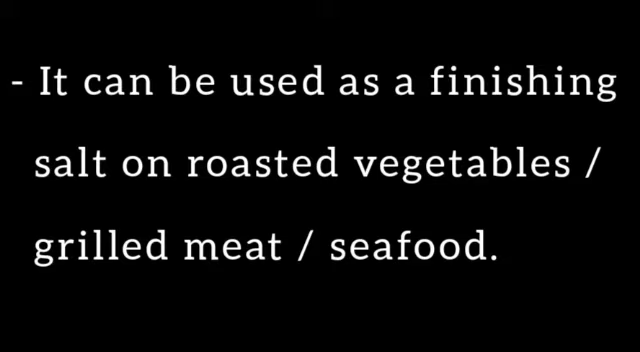 - It can be used as a finishing
salt on roasted vegetables /
grilled meat / seafood.